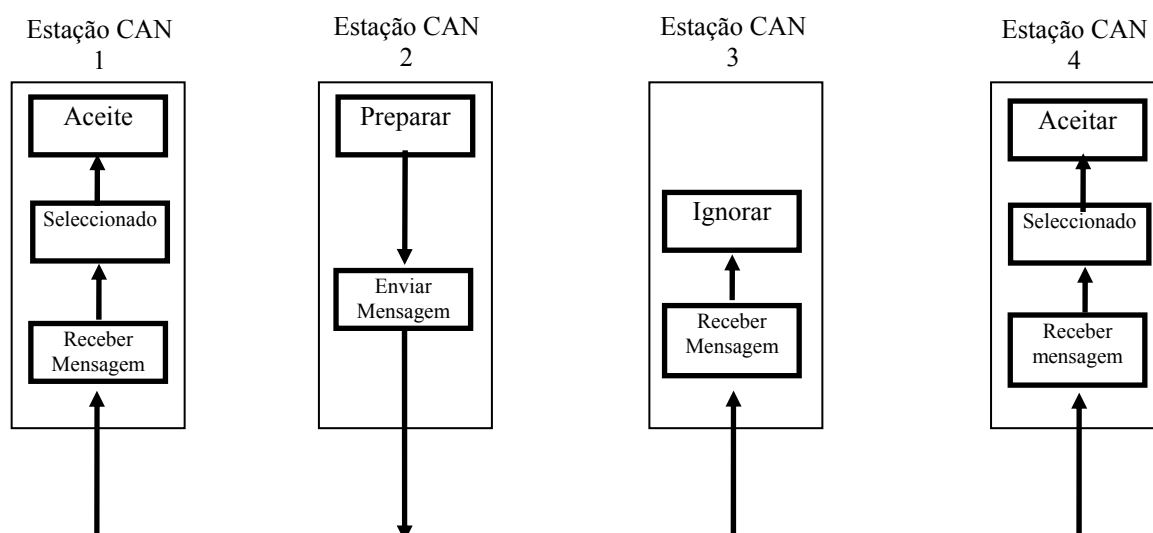 Estação CAN
1
Aceite
Seleccionado
Receber
Mensagem
Estação CAN
2
Preparar
Enviar
Mensagem
Estação CAN
3
Ignorar
Receber
Mensagem
Estação CAN
4
Aceitar
Seleccionado
Receber
mensagem